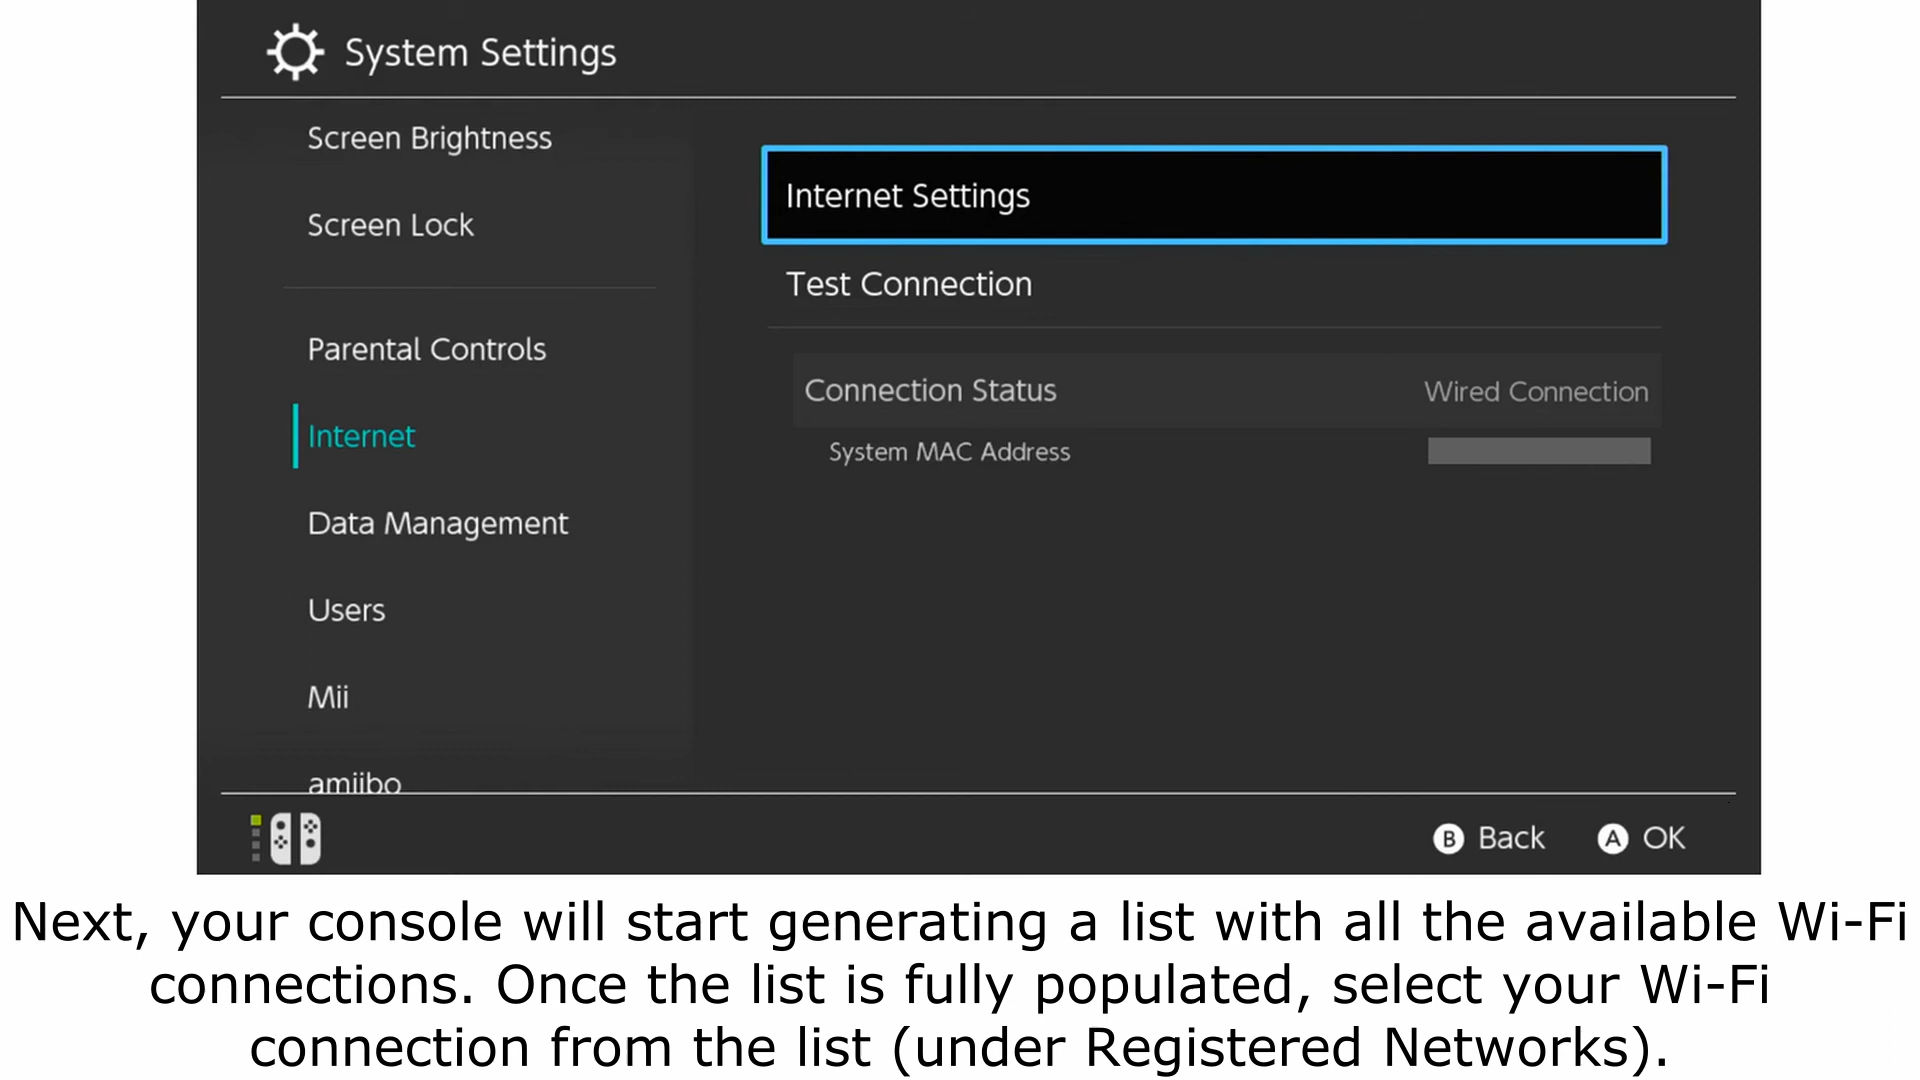 System Settings
Screen Brightness
Screen Lock
Parental Controls
Internet
Data Management
Users
Mii
amiibo
Internet Settings
Test Connection
Connection Status Wired Connection
System MAC Address
B Back A OK
Next, your console will start generating a list with all the available Wi-Fi
connections. Once the list is fully populated, select your Wi-Fi
connection from the list (under Registered Networks).